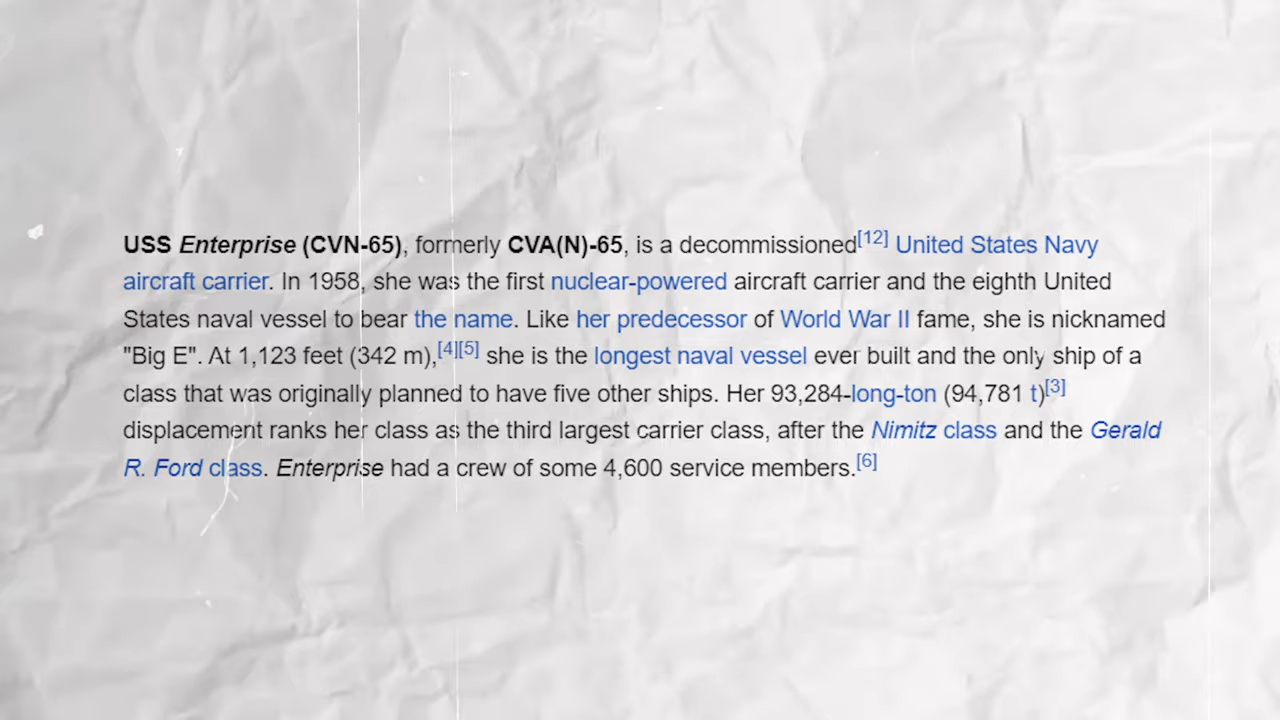 USS Enterprise (CVN-65), formerly CVA(N)-65, is a decommissioned[12] United States Navy
aircraft carrier. In 1958, she was the first nuclear-powered aircraft carrier and the eighth United
States naval vessel to bear the name. Like her predecessor of World War II fame, she is nicknamed
"Big E". At 1,123 feet (342 m),[4][5] she is the longest naval vessel ever built and the only ship of a
class that was originally planned to have five other ships. Her 93,284-long-ton (94,781 t)[3]
displacement ranks her class as the third largest carrier class, after the Nimitz class and the Gerald
R. Ford class. Enterprise had a crew of some 4,600 service members.[6]